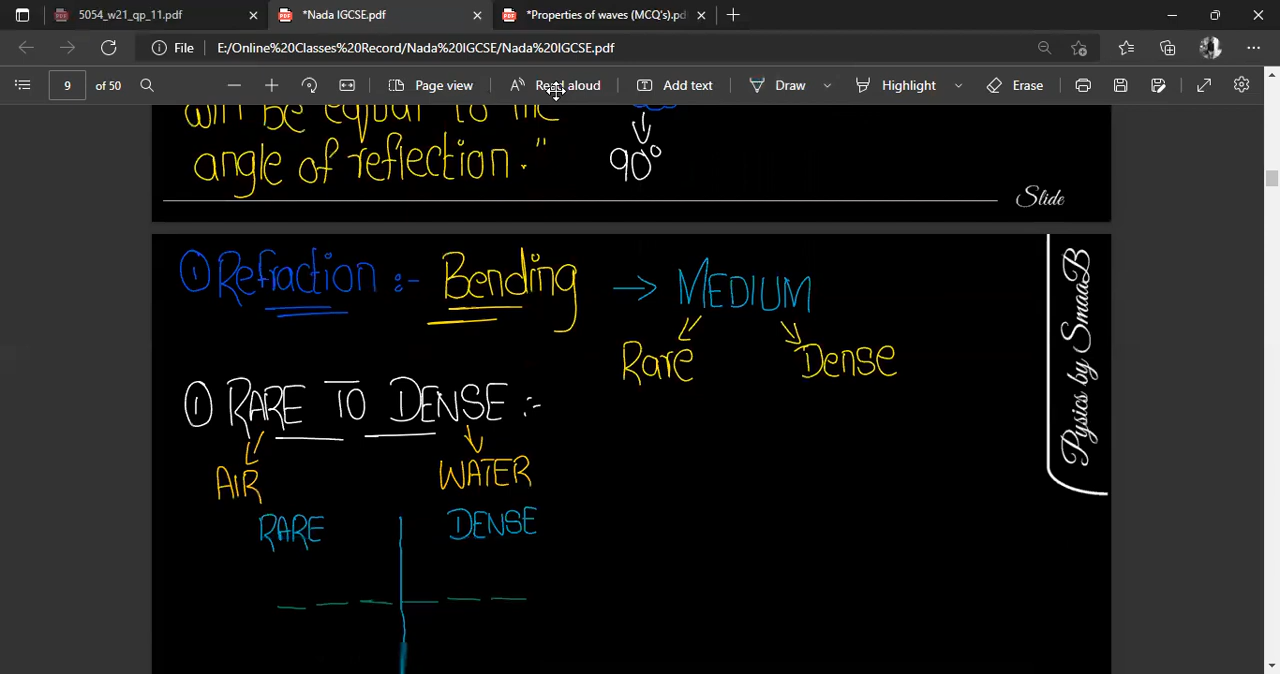 5054_w21_qp_11.pdf
*Nada IGCSE.pdf
*Properties of waves (MCQ's).pd
File
E:/Online%20Classes%20Record/Nada%20IGCSE/Nada%20IGCSE.pdf
9 of 50
Page view
Read aloud
Add text
Draw
Highlight
Erase
will be equal to the
angle of reflection."
90°
Slide
① Refraction :- Bending → MEDIUM
Rare Dense
① RARE TO DENSE :-
AIR WATER
RARE DENSE
Pysics by SmaaB